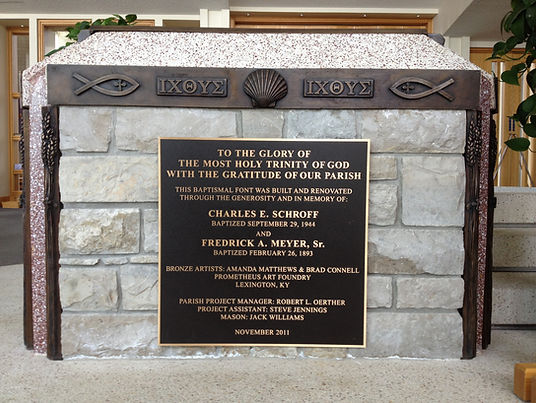 ΙΧΘΥΣ ΙΧΘΥΣ
TO THE GLORY OF
THE MOST HOLY TRINITY OF GOD
WITH THE GRATITUDE OF OUR PARISH
THIS BAPTISMAL FONT WAS BUILT AND RENOVATED
THROUGH THE GENEROSITY AND IN MEMORY OF:
CHARLES E. SCHROFF
BAPTIZED SEPTEMBER 29, 1944
AND
FREDRICK A. MEYER, Sr.
BAPTIZED FEBRUARY 26, 1893
BRONZE ARTISTS: AMANDA MATTHEWS & BRAD CONNELL
PROMETHEUS ART FOUNDRY
LEXINGTON, KY
PARISH PROJECT MANAGER: ROBERT L. OERTHER
PROJECT ASSISTANT: STEVE JENNINGS
MASON: JACK WILLIAMS
NOVEMBER 2011